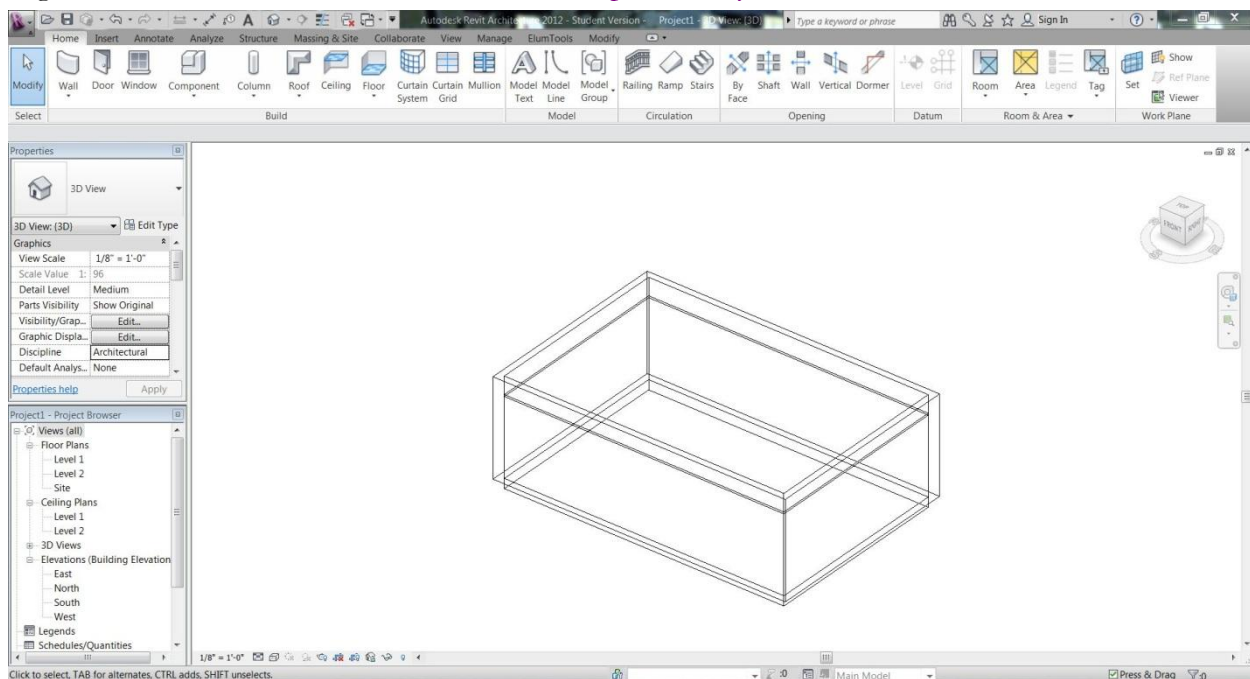 Autodesk Revit Architecture 2012 - Student Version - Project1 - 3D View: {3D}
Type a keyword or phrase
Sign In
Home Insert Annotate Analyze Structure Massing & Site Collaborate View Manage ElumTools Modify
Modify Wall Door Window Component Column Roof Ceiling Floor Curtain System Curtain Grid Mullion Model Text Model Line Model Group Railing Ramp Stairs By Face Shaft Wall Vertical Dormer Level Grid Room Area Legend Tag Set Show Ref Plane Viewer
Select Build Model Circulation Opening Datum Room & Area Work Plane
Properties
3D View
3D View: {3D} Edit Type
Graphics
View Scale 1/8" = 1'-0"
Scale Value 1: 96
Detail Level Medium
Parts Visibility Show Original
Visibility/Grap... Edit...
Graphic Displa... Edit...
Discipline Architectural
Default Analys... None
Properties help Apply
Project1 - Project Browser
Views (all)
Floor Plans
Level 1
Level 2
Site
Ceiling Plans
Level 1
Level 2
3D Views
Elevations (Building Elevation
East
North
South
West
Legends
Schedules/Quantities
TOP
FRONT
1/8" = 1'-0"
Click to select, TAB for alternates, CTRL adds, SHIFT unselects.
:0
Main Model
Press & Drag
:0